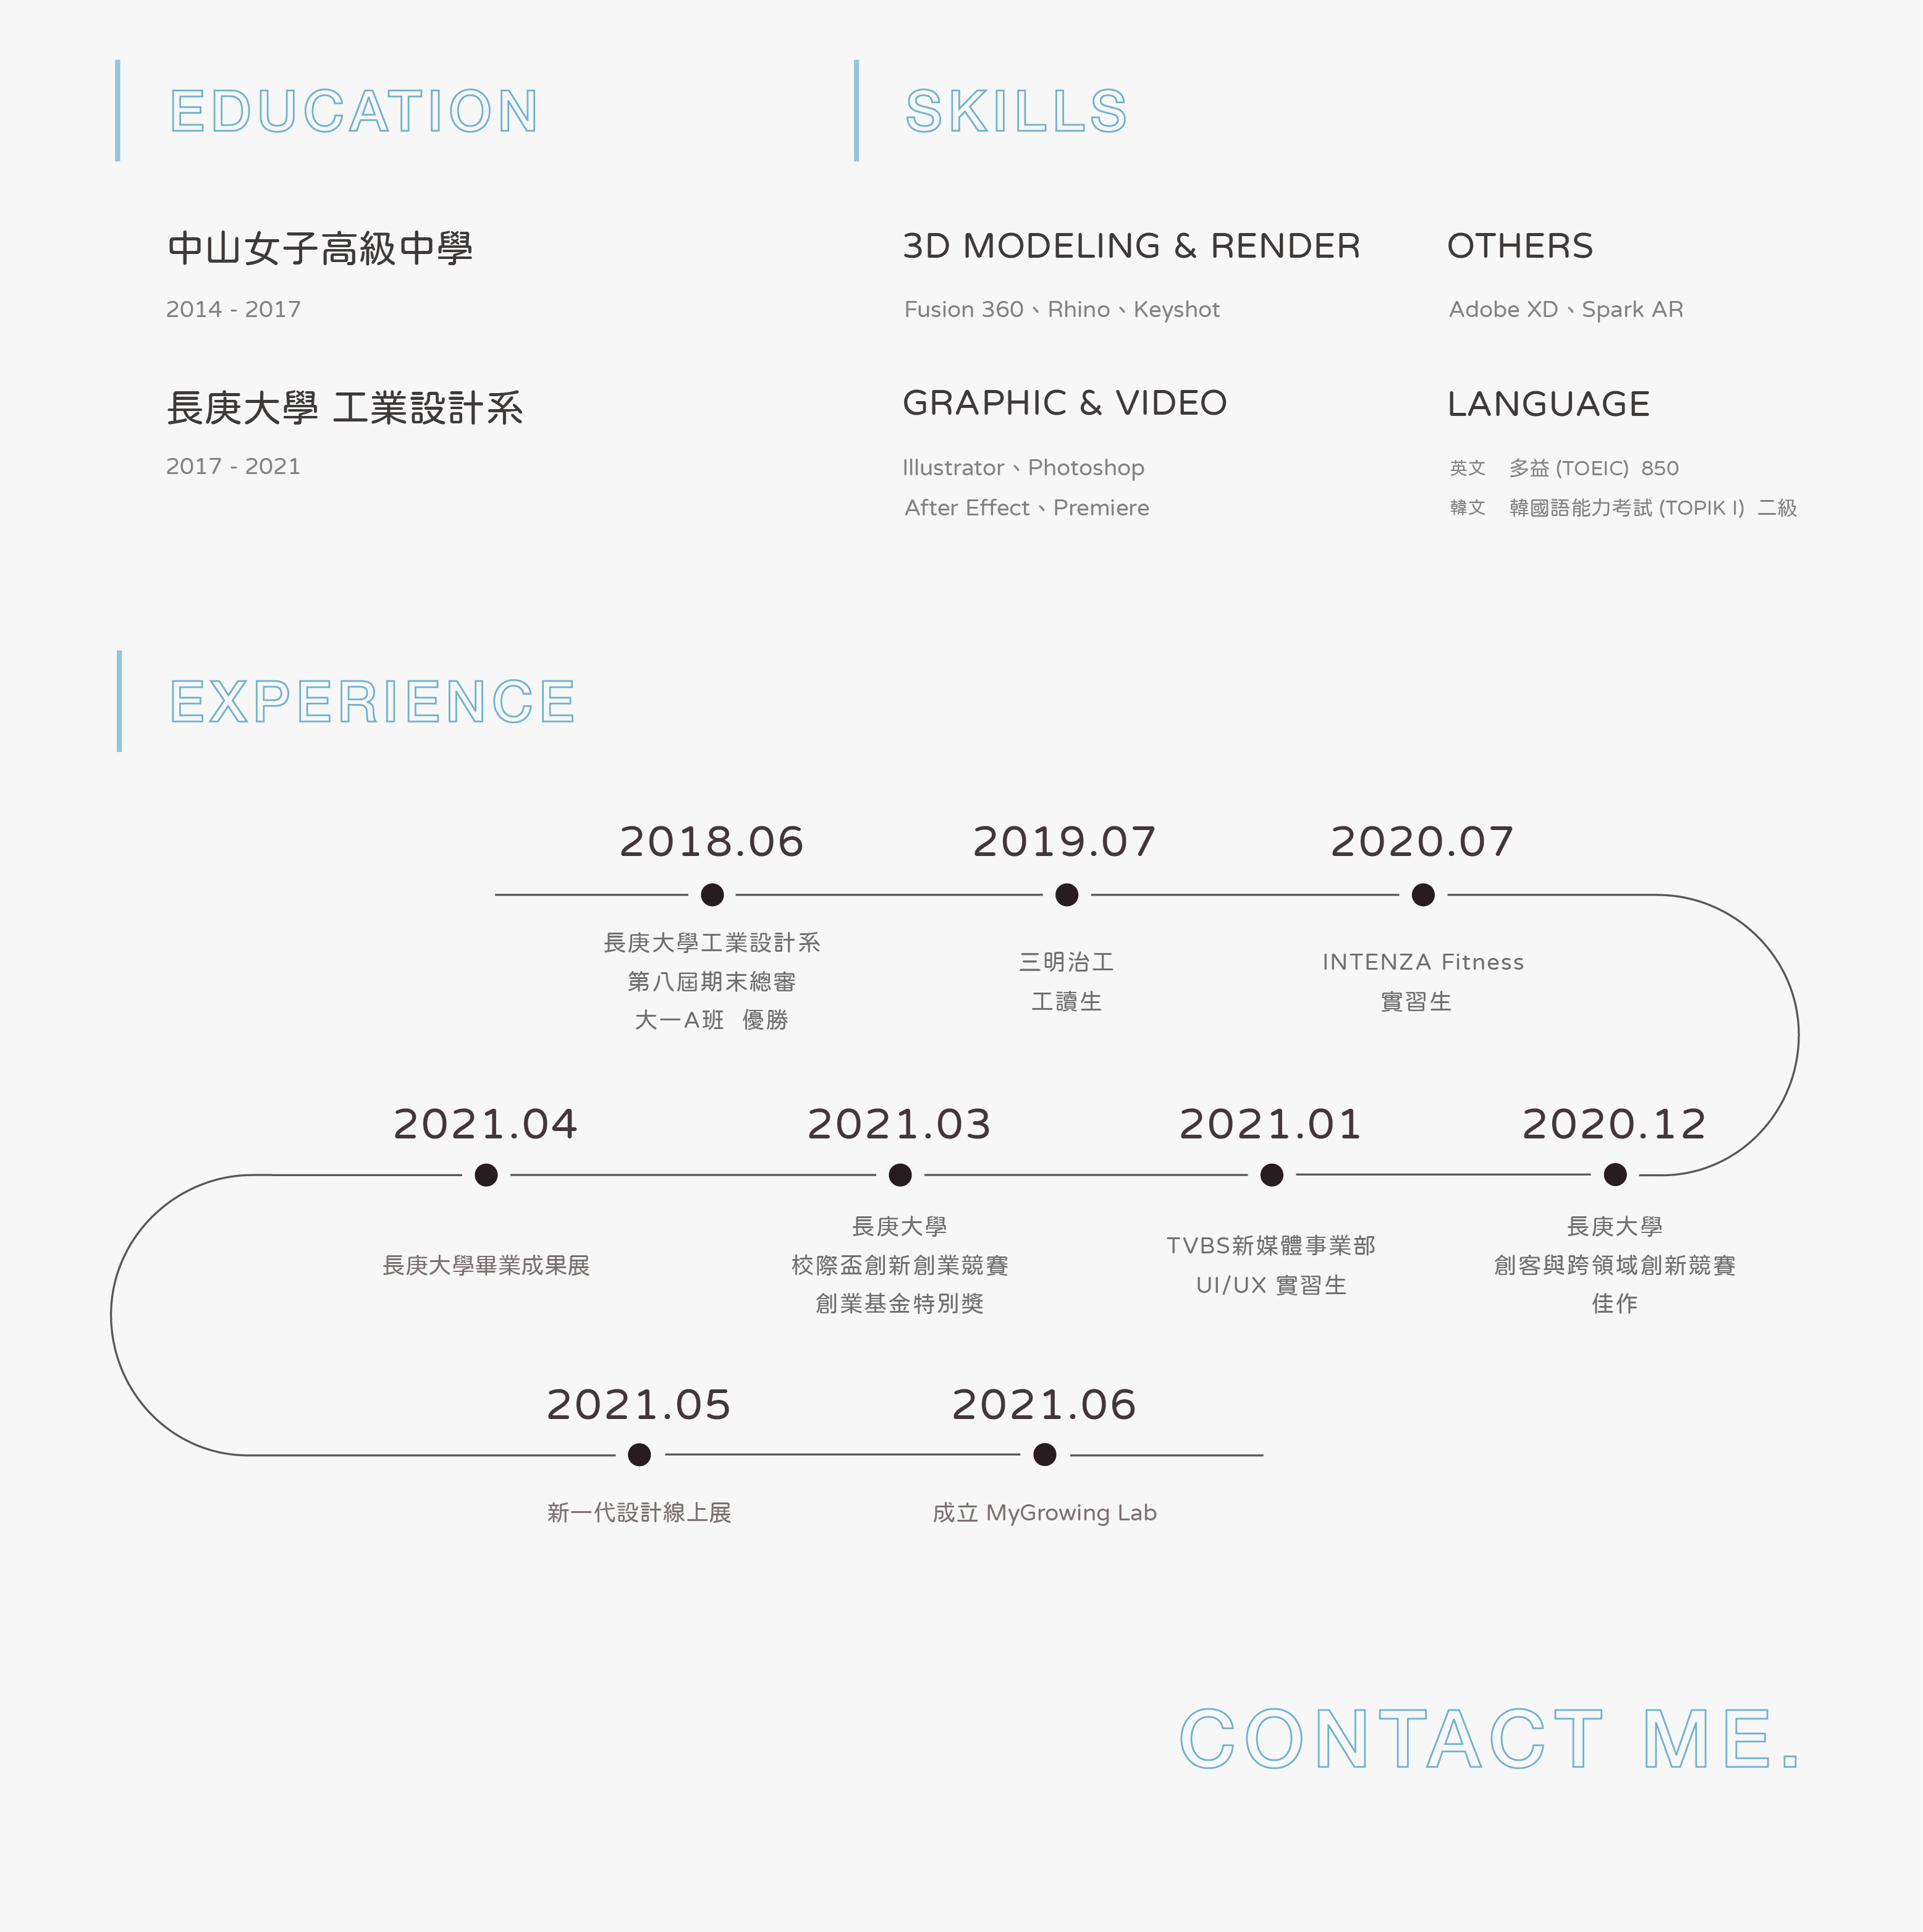 EDUCATION
中山女子高級中學
2014 - 2017
長庚大學 工業設計系
2017 - 2021
SKILLS
3D MODELING & RENDER
Fusion 360、Rhino、Keyshot
GRAPHIC & VIDEO
Illustrator、Photoshop
After Effect、Premiere
OTHERS
Adobe XD、Spark AR
LANGUAGE
英文 多益 (TOEIC) 850
韓文 韓國語能力考試 (TOPIK I) 二級
EXPERIENCE
2018.06
長庚大學工業設計系
第八屆期末總審
大一A班 優勝
2019.07
三明治工
工讀生
2020.07
INTENZA Fitness
實習生
2020.12
長庚大學
創客與跨領域創新競賽
佳作
2021.01
TVBS新媒體事業部
UI/UX 實習生
2021.03
長庚大學
校際盃創新創業競賽
創業基金特別獎
2021.04
長庚大學畢業成果展
2021.05
新一代設計線上展
2021.06
成立 MyGrowing Lab
CONTACT ME.